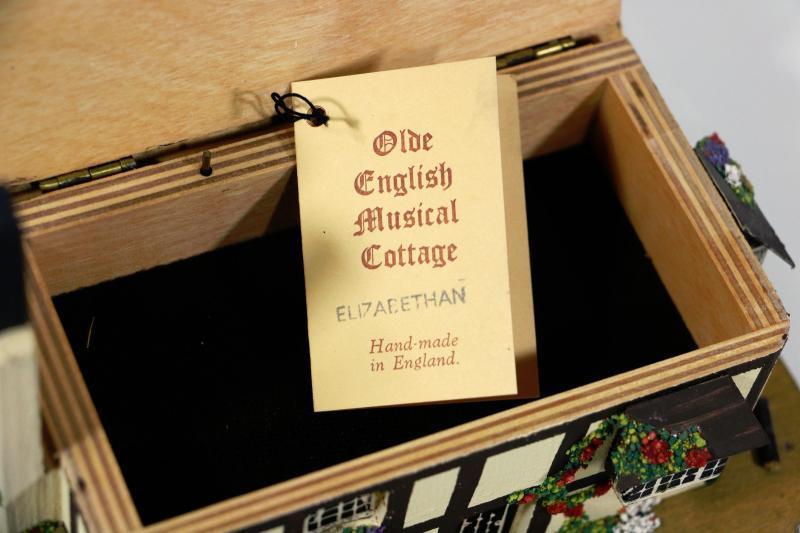 Olde
English
Musical
Cottage
ELIZABETHAN
Hand-made
in England.